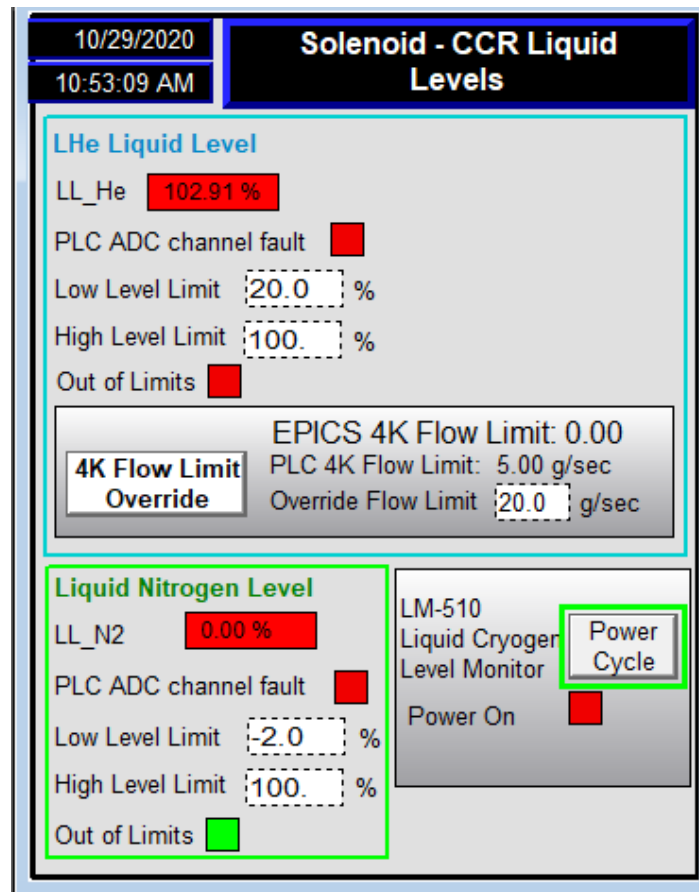 10/29/2020
10:53:09 AM
Solenoid - CCR Liquid
Levels
LHe Liquid Level
LL_He 102.91 %
PLC ADC channel fault
Low Level Limit 20.0 %
High Level Limit 100. %
Out of Limits
4K Flow Limit
Override
EPICS 4K Flow Limit: 0.00
PLC 4K Flow Limit: 5.00 g/sec
Override Flow Limit 20.0 g/sec
Liquid Nitrogen Level
LL_N2 0.00 %
PLC ADC channel fault
Low Level Limit -2.0 %
High Level Limit 100. %
Out of Limits
LM-510
Liquid Cryogen
Level Monitor
Power
Cycle
Power On